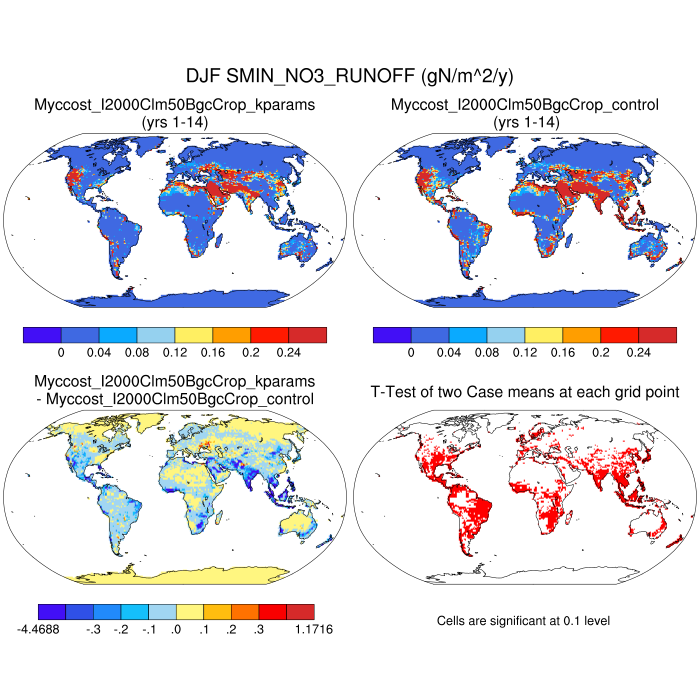 DJF SMIN_NO3_RUNOFF (gN/m^2/y)
Myccost_I2000Clm50BgcCrop_kparams
(yrs 1-14)
Myccost_I2000Clm50BgcCrop_control
(yrs 1-14)
0 0.04 0.08 0.12 0.16 0.2 0.24
0 0.04 0.08 0.12 0.16 0.2 0.24
Myccost_I2000Clm50BgcCrop_kparams
- Myccost_I2000Clm50BgcCrop_control
T-Test of two Case means at each grid point
-4.4688 -.3 -.2 -.1 .0 .1 .2 .3 1.1716
Cells are significant at 0.1 level